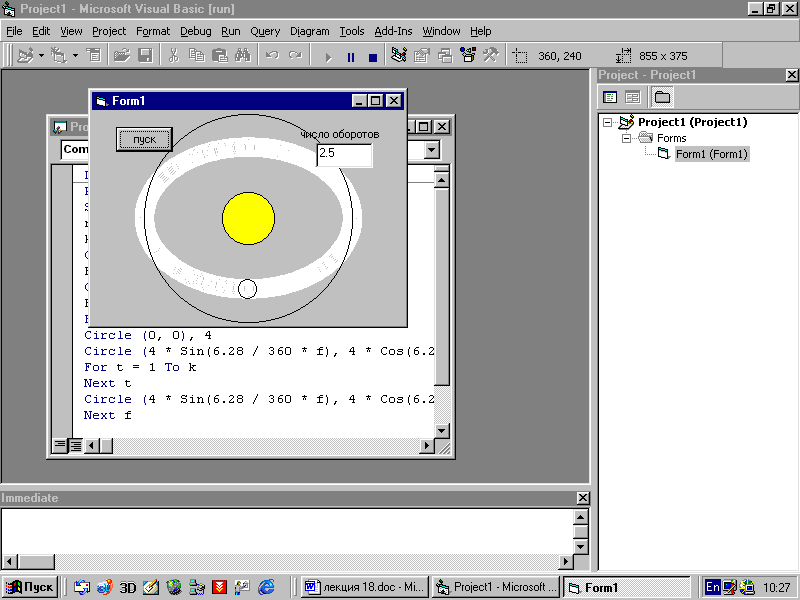 Project1 - Microsoft Visual Basic [run]
File Edit View Project Format Debug Run Query Diagram Tools Add-Ins Window Help
360, 240 855 x 375
Project - Project1
Project1 (Project1)
Forms
Form1 (Form1)
Form1
пуск
число оборотов
2.5
Circle (0, 0), 4
Circle (4 * Sin(6.28 / 360 * f), 4 * Cos(6.2
For t = 1 To k
Next t
Circle (4 * Sin(6.28 / 360 * f), 4 * Cos(6.2
Next f
Immediate
Пуск
3D
лекция 18.doc - Mi...
Project1 - Microsoft ...
Form1
En
10:27